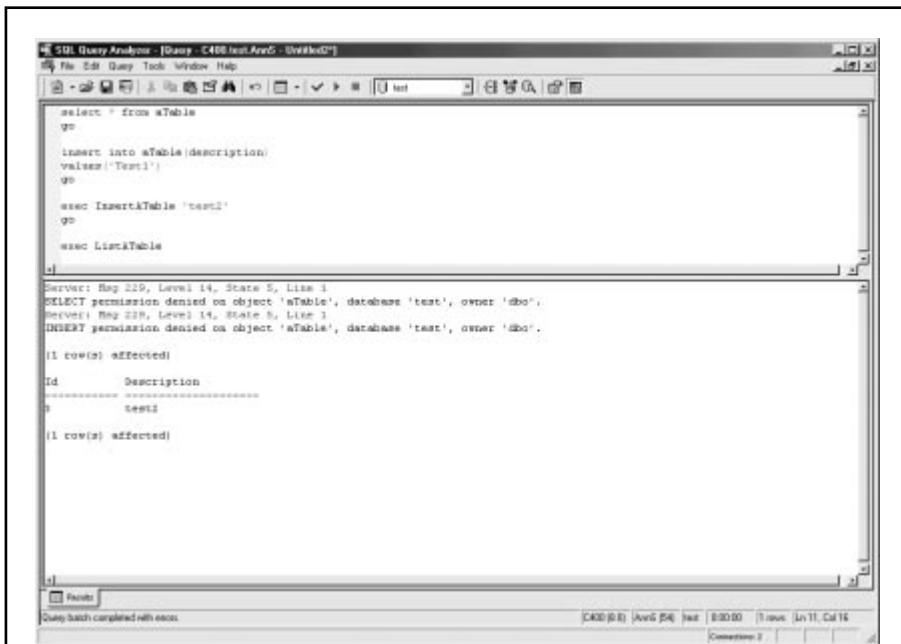 SQL Query Analyzer - [Query - C400.test.AnnS - Untitled2*]
File Edit Query Tools Window Help
test
select * from aTable
go
insert into aTable(description)
values('Test1')
go
exec InsertATable 'test2'
go
exec ListATable
Server: Msg 229, Level 14, State 5, Line 1
SELECT permission denied on object 'aTable', database 'test', owner 'dbo'.
Server: Msg 229, Level 14, State 5, Line 1
INSERT permission denied on object 'aTable', database 'test', owner 'dbo'.
(1 row(s) affected)
Id Description
----------- --------------------
test2
(1 row(s) affected)
Results
Query batch completed with errors.
C400 (8.0) AnnS (54) test 0:00:00 1 rows Ln 11, Col 16
Connections: 2